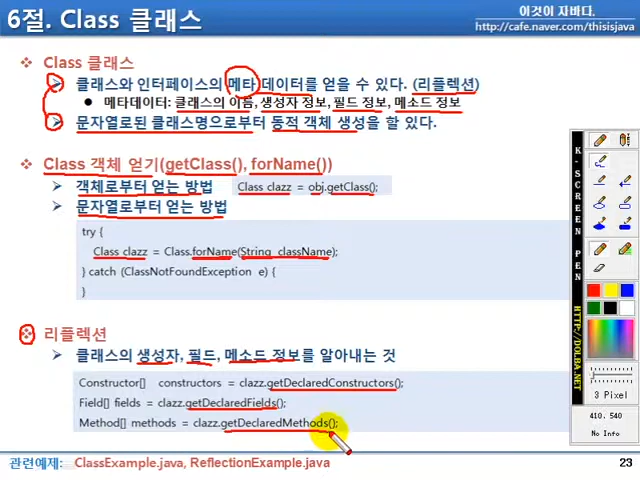 6절. Class 클래스
이것이 자바다.
http://cafe.naver.com/thisisjava
Class 클래스
클래스와 인터페이스의 메타 데이터를 얻을 수 있다. (리플렉션)
메타데이터: 클래스의 이름, 생성자 정보, 필드 정보, 메소드 정보
문자열로된 클래스명으로부터 동적 객체 생성을 할 있다.
Class 객체 얻기(getClass(), forName())
객체로부터 얻는 방법 Class clazz = obj.getClass();
문자열로부터 얻는 방법
try {
Class clazz = Class.forName(String className);
} catch (ClassNotFoundException e) {
}
리플렉션
클래스의 생성자, 필드, 메소드 정보를 알아내는 것
Constructor[] constructors = clazz.getDeclaredConstructors();
Field[] fields = clazz.getDeclaredFields();
Method[] methods = clazz.getDeclaredMethods();
K-SCREEN PEN
HTTP://DOLBA.NET/
3 Pixel
410. 540
No Info
관련예제: ClassExample.java, ReflectionExample.java
23